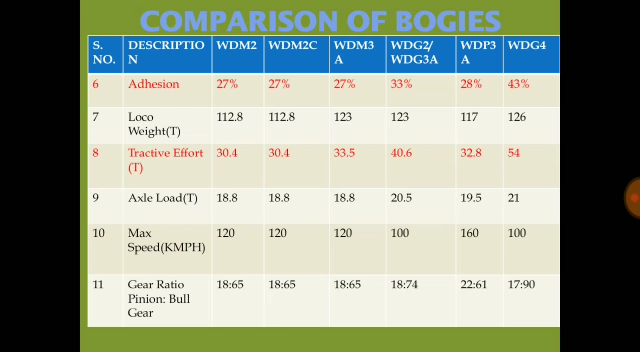 COMPARISON OF BOGIES
S. NO. DESCRIPTIO N WDM2 WDM2C WDM3 A WDG2/ WDG3A WDP3 A WDG4
6 Adhesion 27% 27% 27% 33% 28% 43%
7 Loco Weight(T) 112.8 112.8 123 123 117 126
8 Tractive Effort (T) 30.4 30.4 33.5 40.6 32.8 54
9 Axle Load(T) 18.8 18.8 18.8 20.5 19.5 21
10 Max Speed(KMPH) 120 120 120 100 160 100
11 Gear Ratio Pinion: Bull Gear 18:65 18:65 18:65 18:74 22:61 17:90